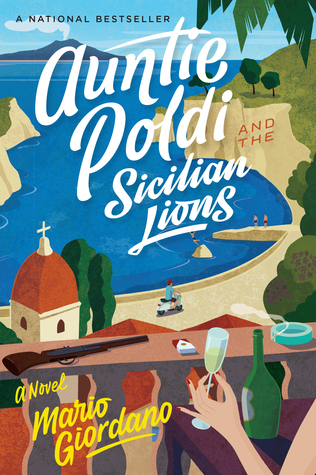 A NATIONAL BESTSELLER
Auntie
Poldi
AND
THE
Sicilian
Lions
A Novel
Mario
Giordano